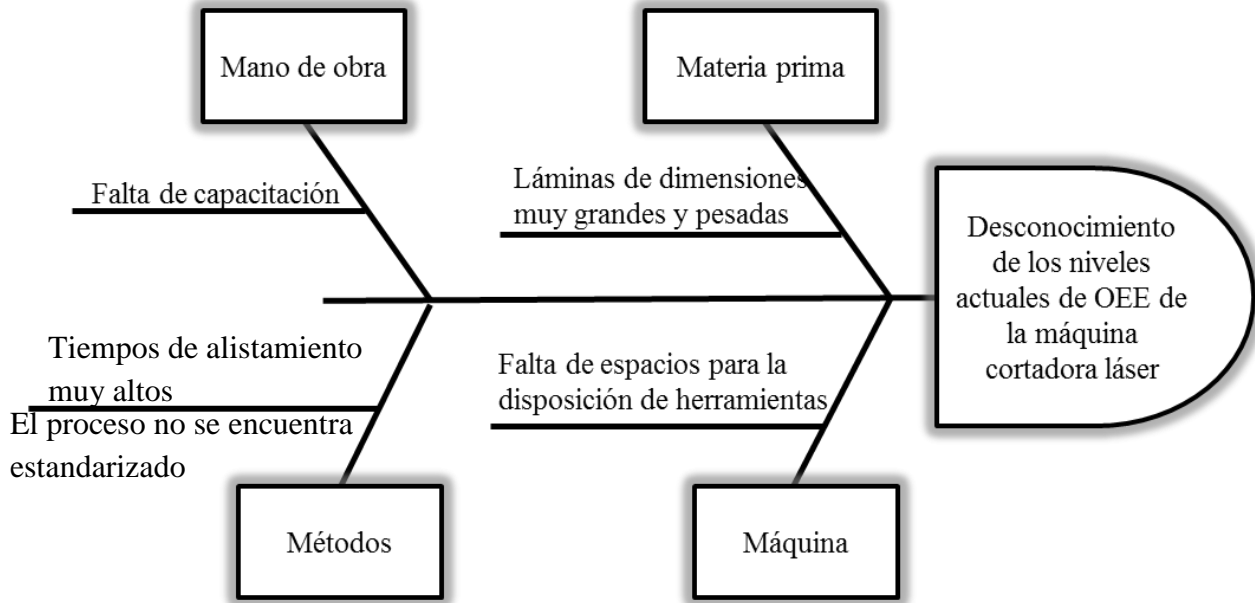 Mano de obra
Materia prima
Falta de capacitación
Láminas de dimensiones
muy grandes y pesadas
Desconocimiento
de los niveles
actuales de OEE de
la máquina
cortadora láser
Tiempos de alistamiento
muy altos
El proceso no se encuentra
estandarizado
Falta de espacios para la
disposición de herramientas
Métodos
Máquina